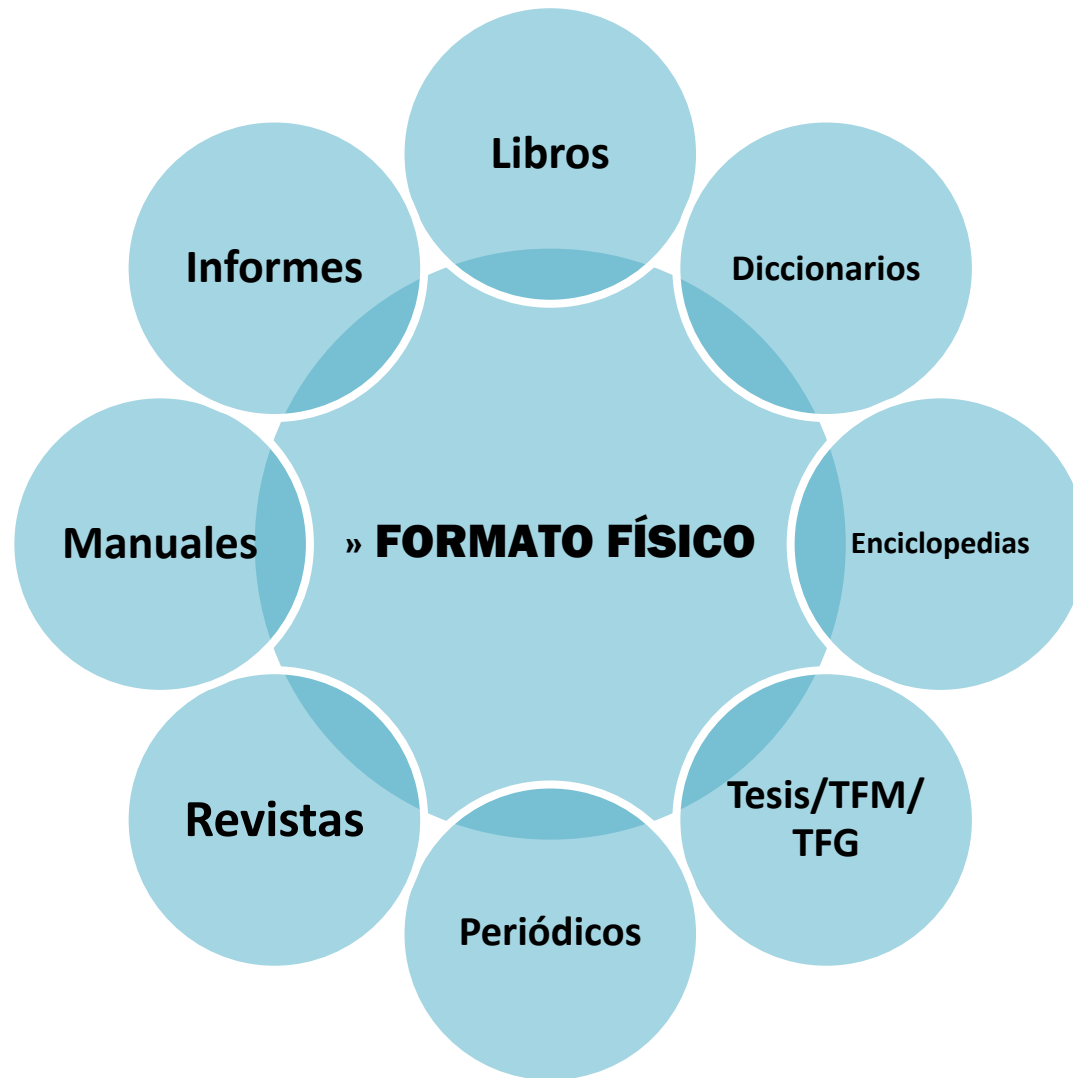 Libros
Informes
Diccionarios
Manuales
» FORMATO FÍSICO
Enciclopedias
Revistas
Tesis/TFM/
TFG
Periódicos